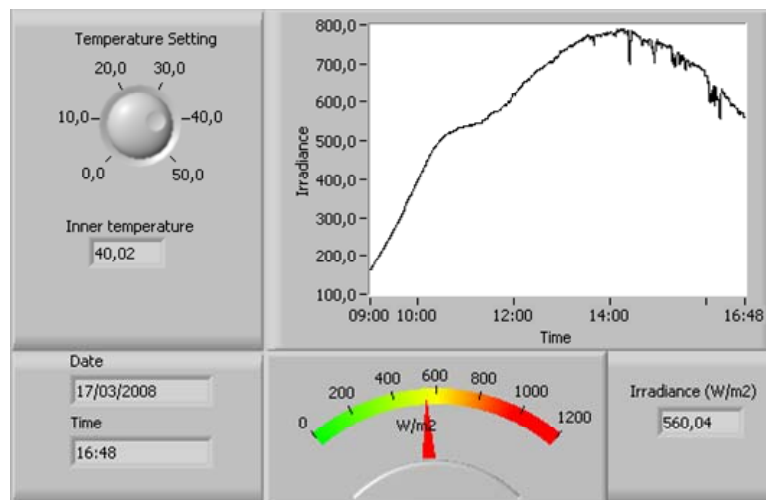 Temperature Setting
20,0 30,0
10,0 40,0
0,0 50,0
Inner temperature
40,02
Irradiance
800,0
700,0
600,0
500,0
400,0
300,0
200,0
100,0
09:00 10:00 12:00 14:00 16:48
Time
Date
17/03/2008
Time
16:48
0 200 400 600 800 1000 1200
W/m2
Irradiance (W/m2)
560,04